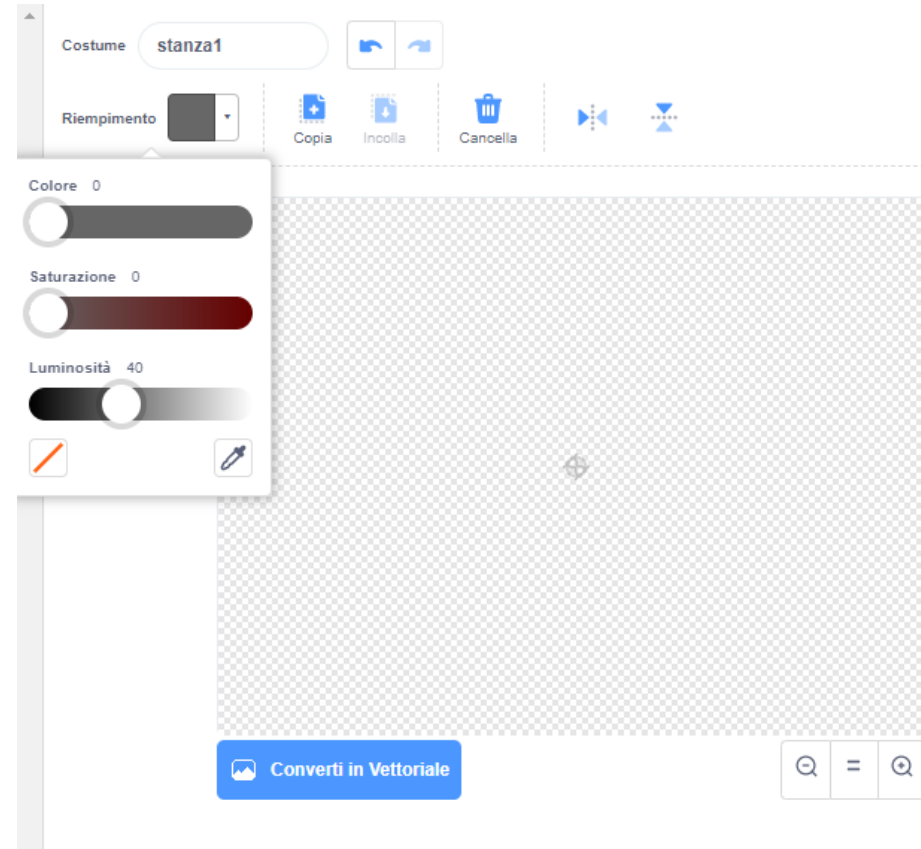 Costume stanza1
Riempimento
Copia Incolla Cancella
Colore 0
Saturazione 0
Luminosità 40
Converti in Vettoriale